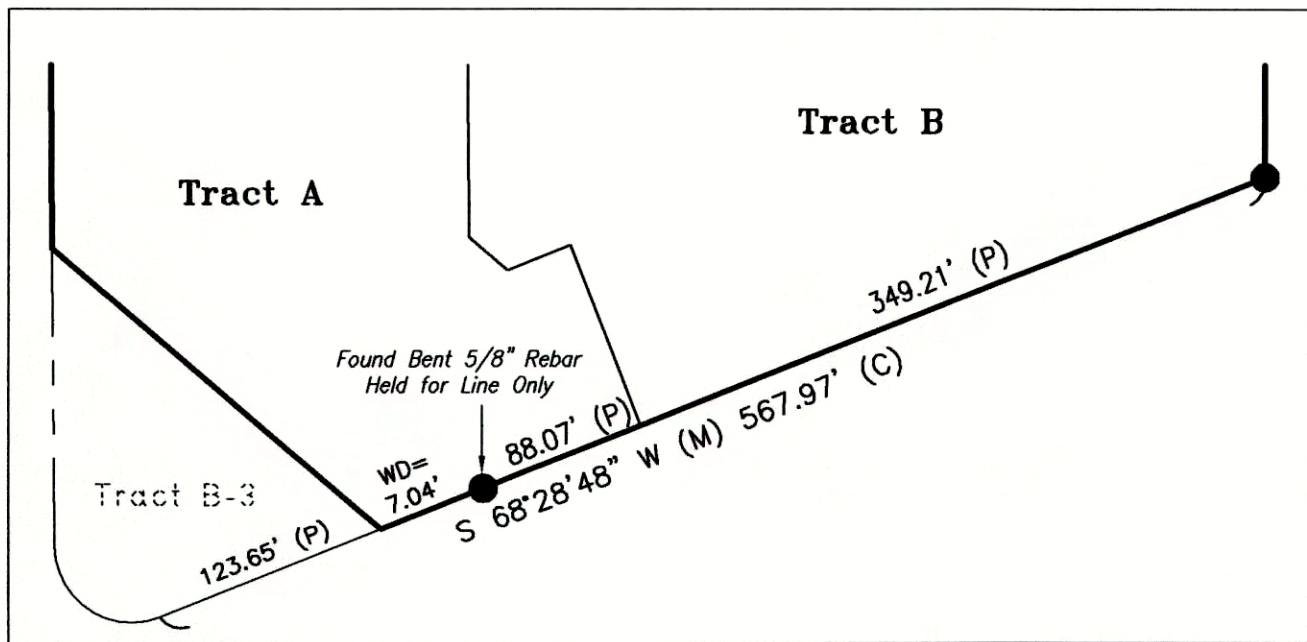 Tract B
Tract A
349.21' (P)
Found Bent 5/8" Rebar
Held for Line Only
88.07' (P)
WD=
7.04'
S 68°28'48" W (M) 567.97' (C)
Tract B-3
123.65' (P)